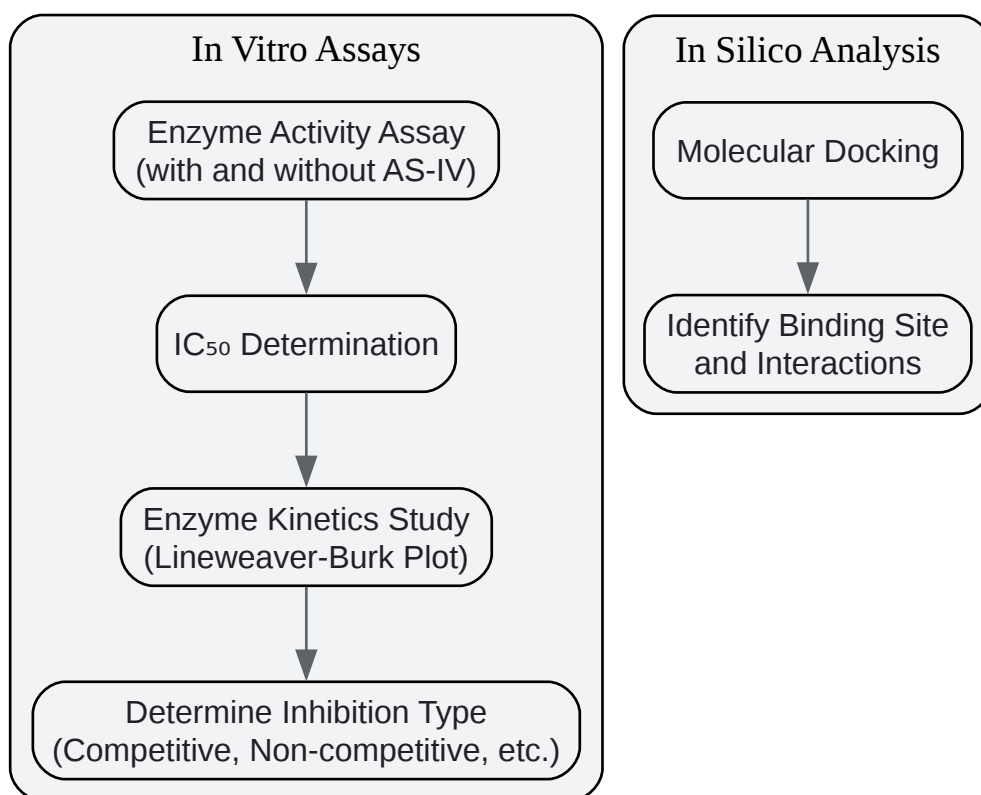 In Vitro Assays
Enzyme Activity Assay
(with and without AS-IV)
IC₅₀ Determination
Enzyme Kinetics Study
(Lineweaver-Burk Plot)
Determine Inhibition Type
(Competitive, Non-competitive, etc.)
In Silico Analysis
Molecular Docking
Identify Binding Site
and Interactions